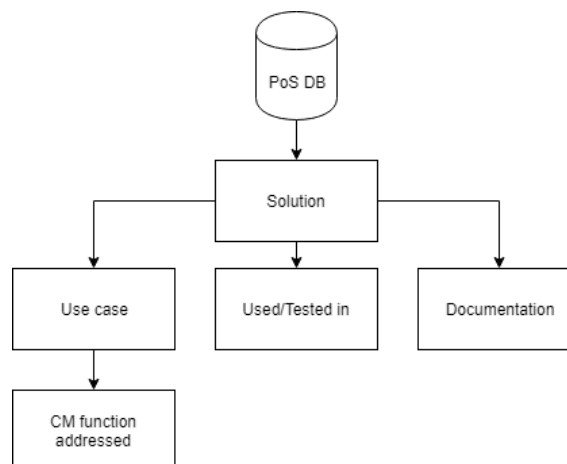 PoS DB
Solution
Use case
Used/Tested in
Documentation
CM function
addressed